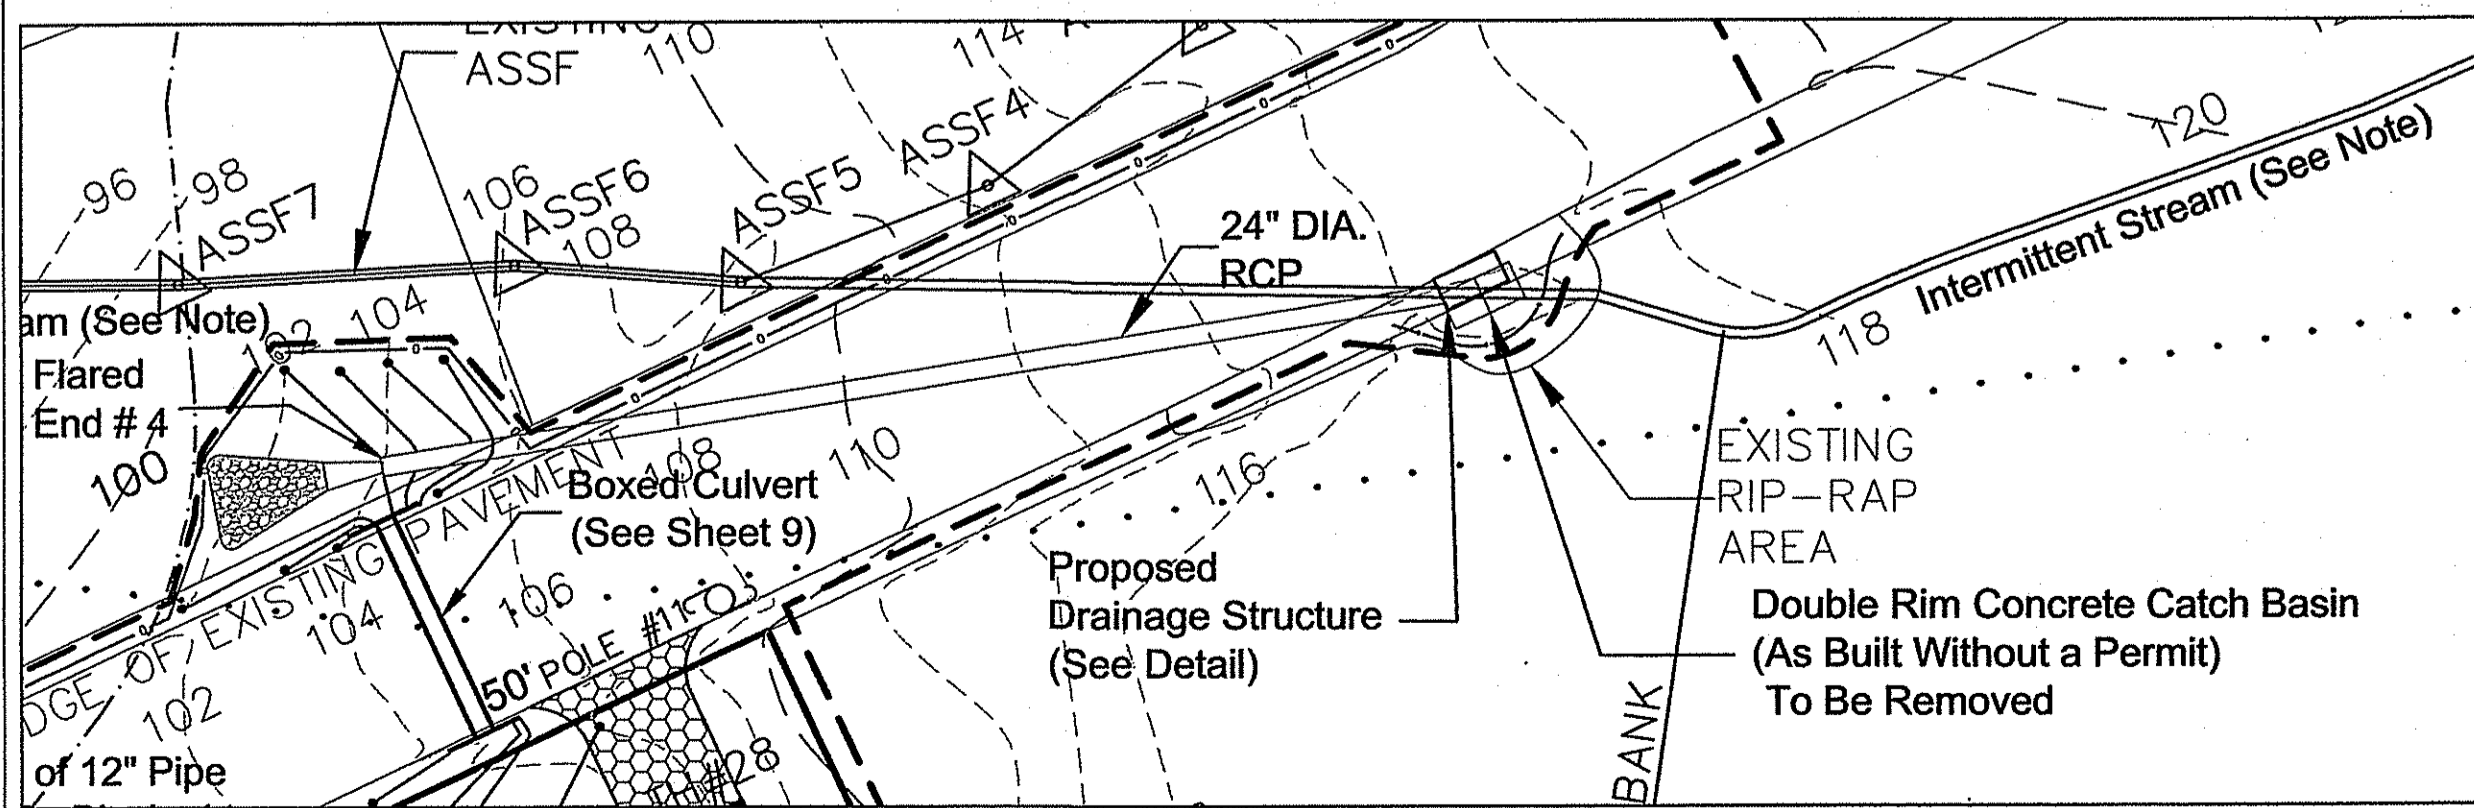 ASSF
110
114
ASSF4
96
98
ASSF7
106
ASSF6
108
ASSF5
24" DIA.
RCP
120
Intermittent Stream (See Note)
118
(See Note)
104
Flared
End # 4
100
EXISTING
RIP-RAP
AREA
Boxed Culvert
(See Sheet 9)
108
110
116
OF EXISTING PAVEMENT
104
106
102
50' POLE #11
Proposed
Drainage Structure
(See Detail)
Double Rim Concrete Catch Basin
(As Built Without a Permit)
To Be Removed
BANK
of 12" Pipe
#28